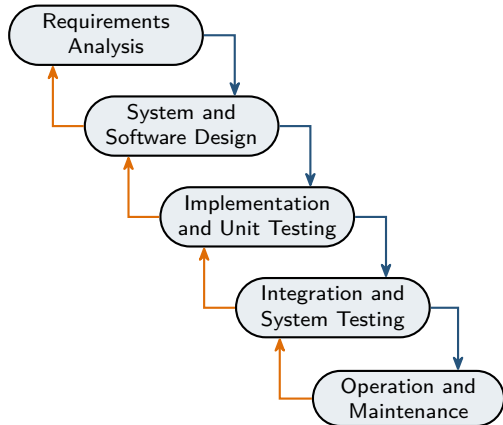 Requirements
Analysis
System and
Software Design
Implementation
and Unit Testing
Integration and
System Testing
Operation and
Maintenance